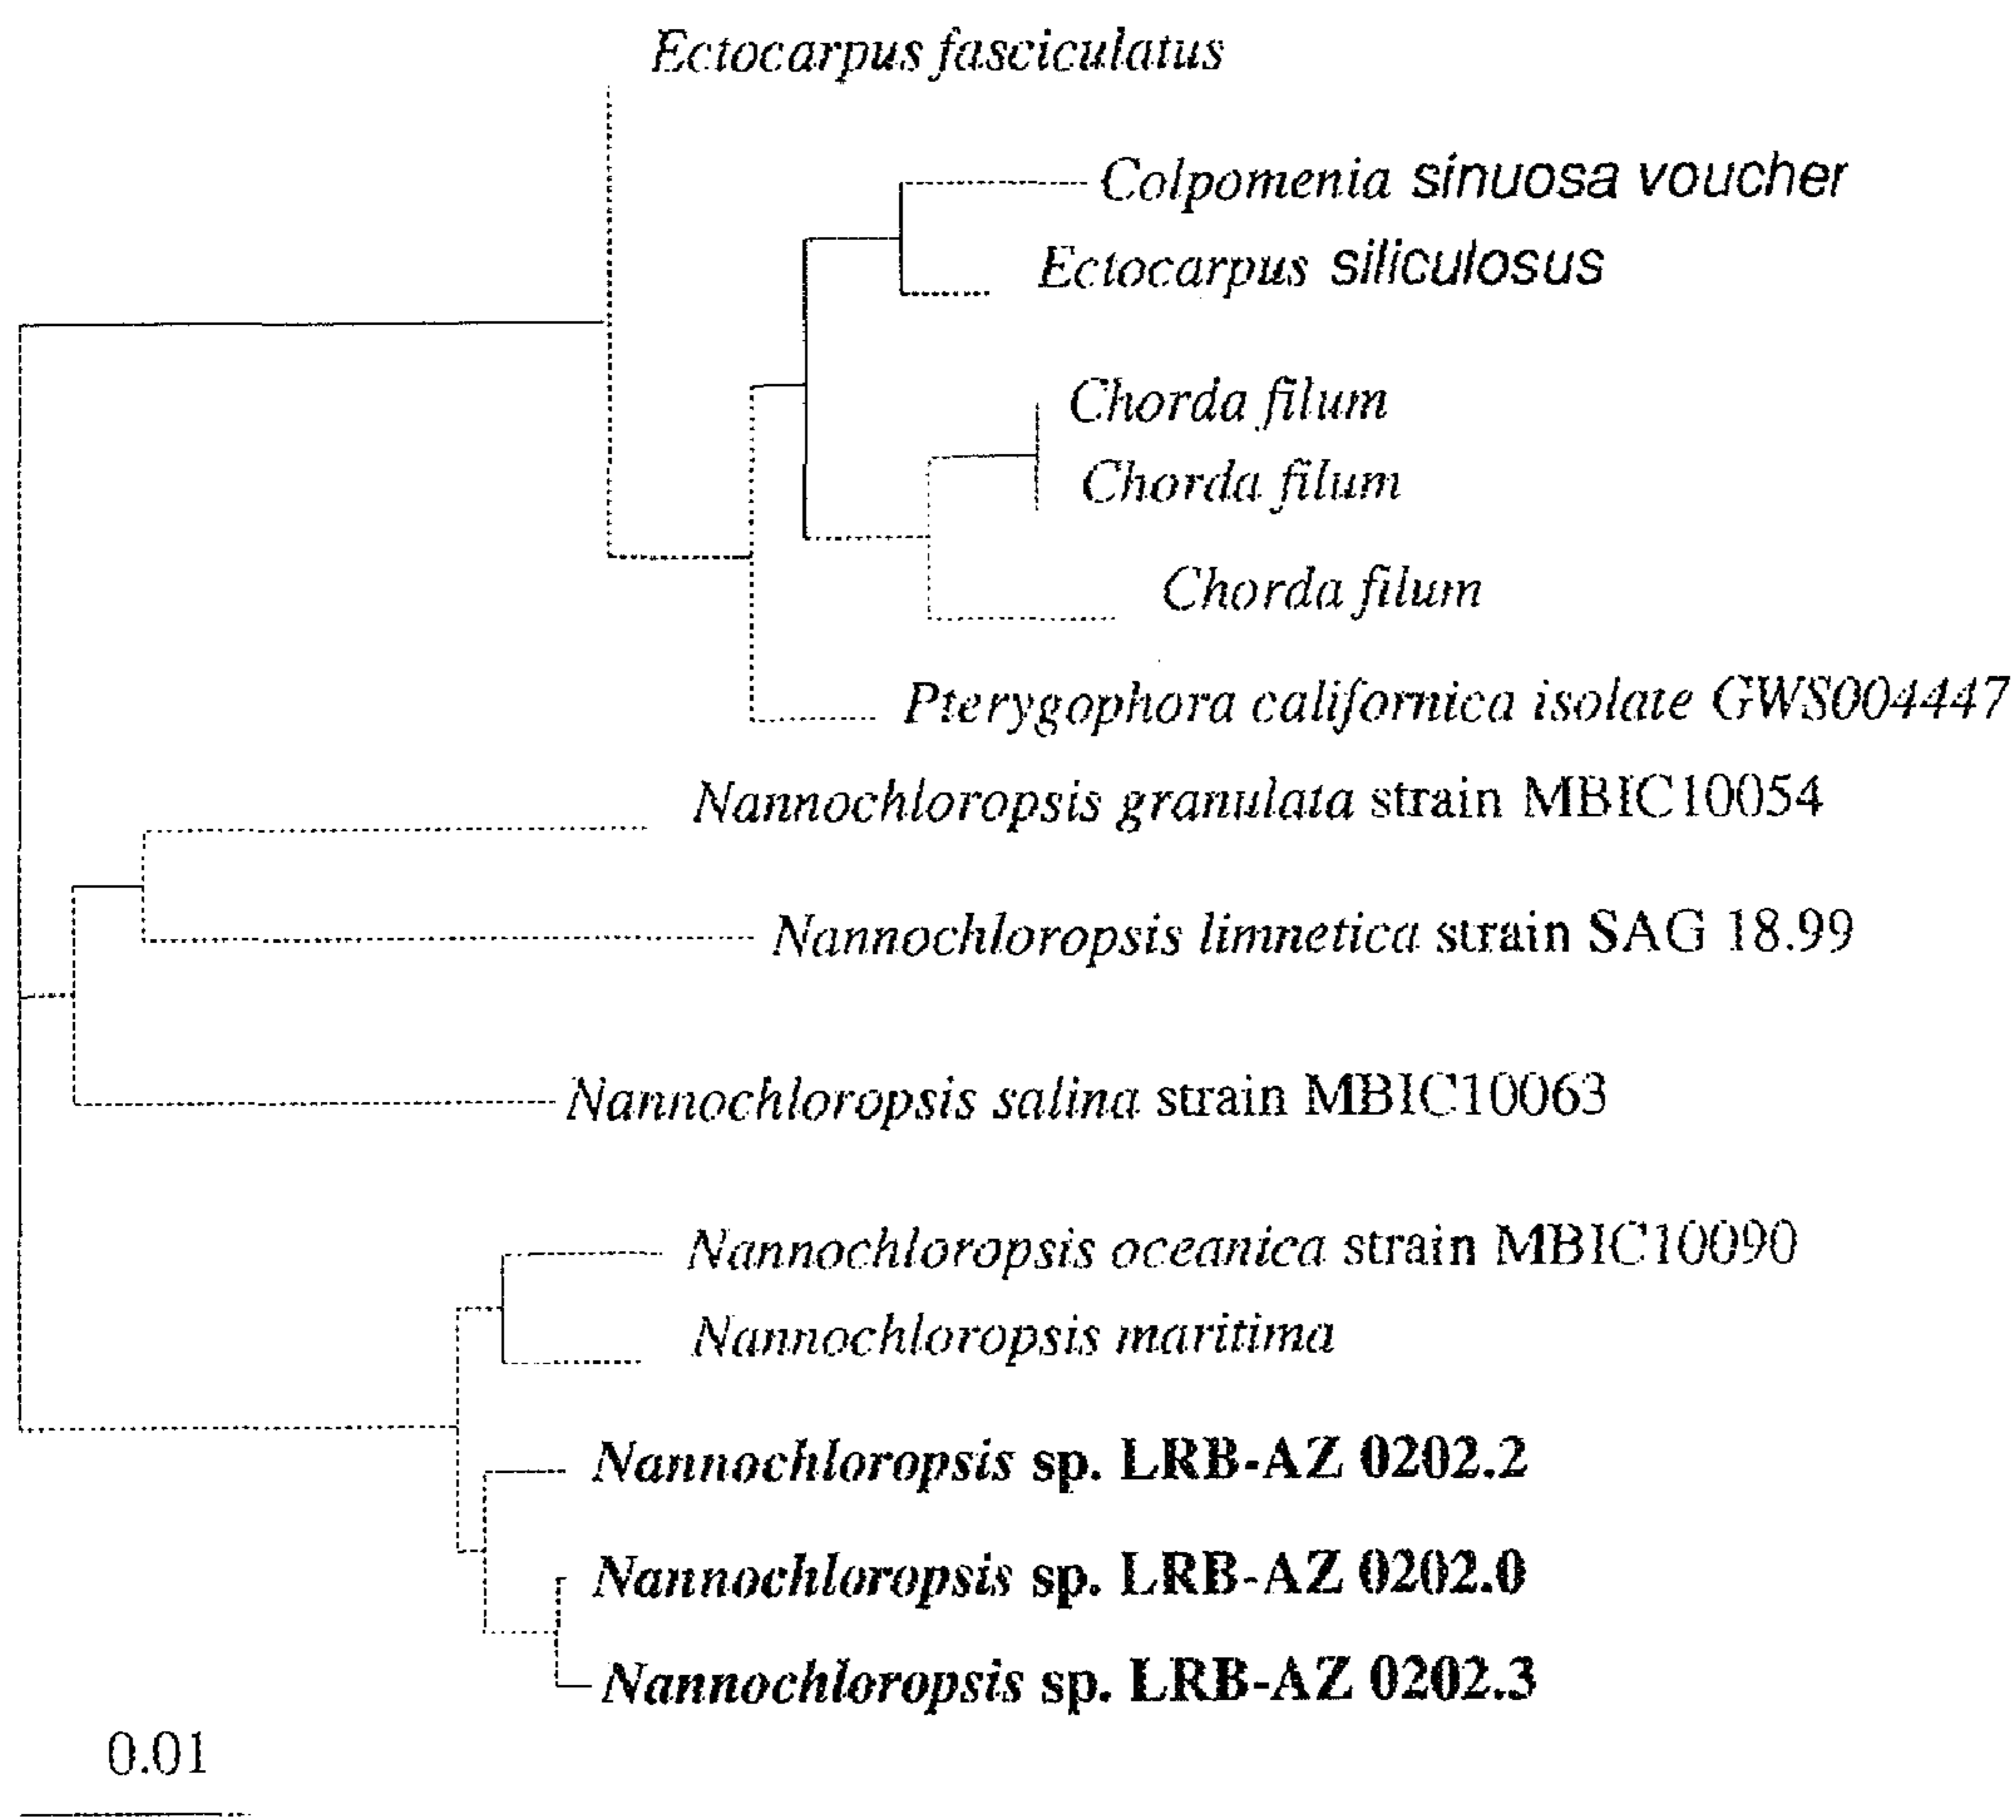 Ectocarpus fasciculatus
Colpomenia sinuosa voucher
Ectocarpus siliculosus
Chorda filum
Chorda filum
Chorda filum
Pterygophora californica isolate GWS004447
Nannochloropsis granulata strain MBIC10054
Nannochloropsis limnetica strain SAG 18.99
Nannochloropsis salina strain MBIC10063
Nannochloropsis oceanica strain MBIC10090
Nannochloropsis maritima
Nannochloropsis sp. LRB-AZ 0202.2
Nannochloropsis sp. LRB-AZ 0202.0
Nannochloropsis sp. LRB-AZ 0202.3
0.01